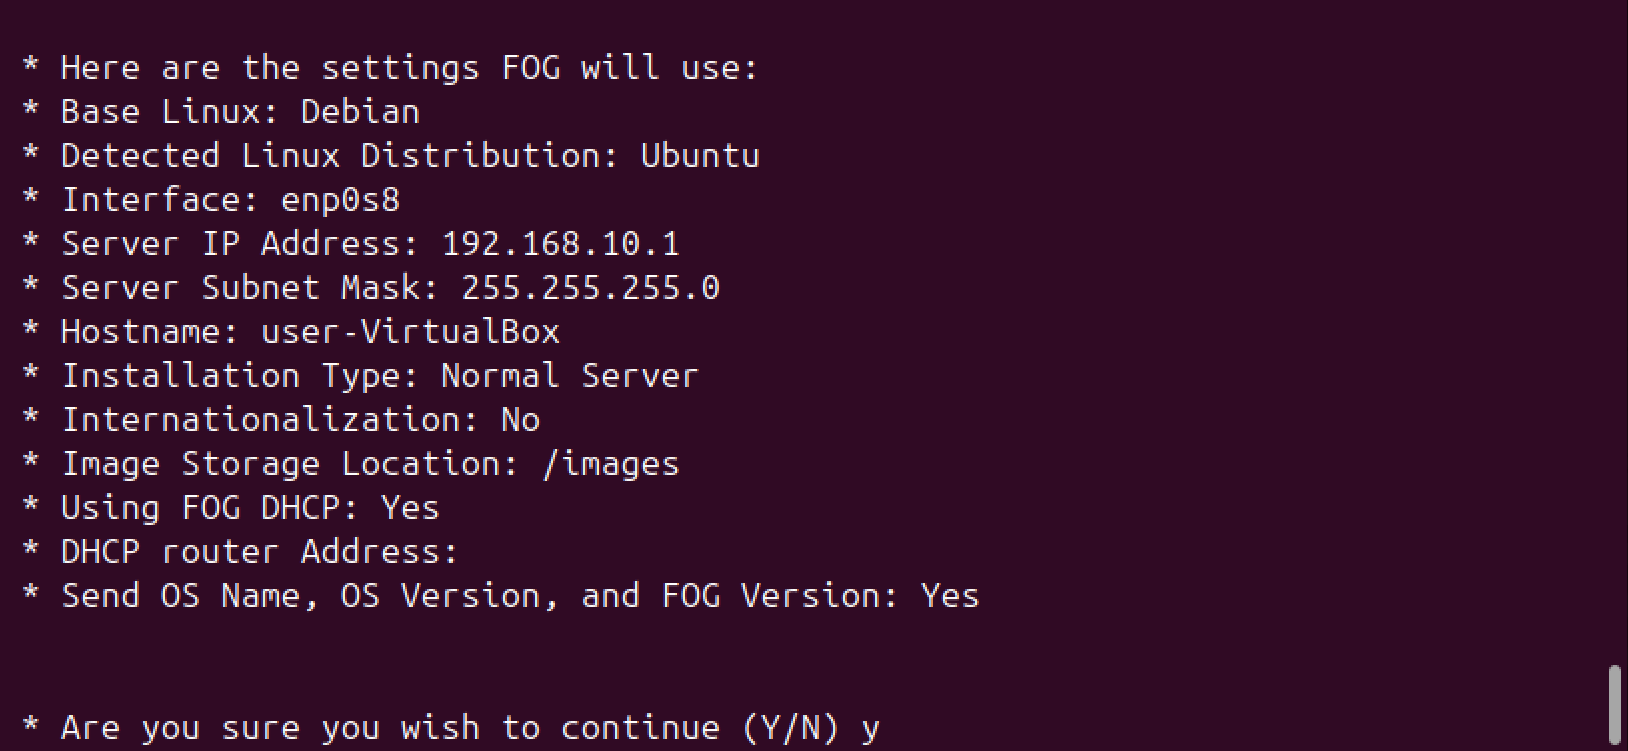 * Here are the settings FOG will use:
* Base Linux: Debian
* Detected Linux Distribution: Ubuntu
* Interface: enp0s8
* Server IP Address: 192.168.10.1
* Server Subnet Mask: 255.255.255.0
* Hostname: user-VirtualBox
* Installation Type: Normal Server
* Internationalization: No
* Image Storage Location: /images
* Using FOG DHCP: Yes
* DHCP router Address:
* Send OS Name, OS Version, and FOG Version: Yes
* Are you sure you wish to continue (Y/N) y